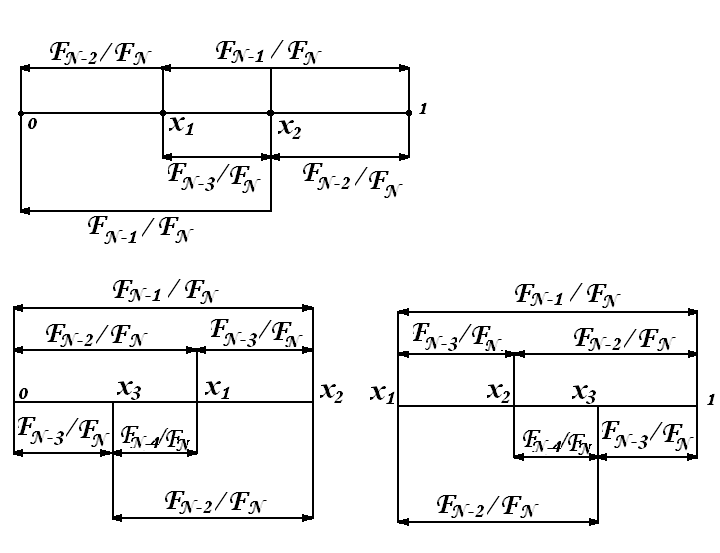 F_{N-2}/F_N F_{N-1}/F_N
0 x_1 x_2 1
F_{N-3}/F_N F_{N-2}/F_N
F_{N-1}/F_N
F_{N-1}/F_N
F_{N-2}/F_N F_{N-3}/F_N
0 x_3 x_1 x_2
F_{N-3}/F_N F_{N-4}/F_N
F_{N-2}/F_N
F_{N-1}/F_N
F_{N-3}/F_N F_{N-2}/F_N
x_1 x_2 x_3 1
F_{N-4}/F_N F_{N-3}/F_N
F_{N-2}/F_N